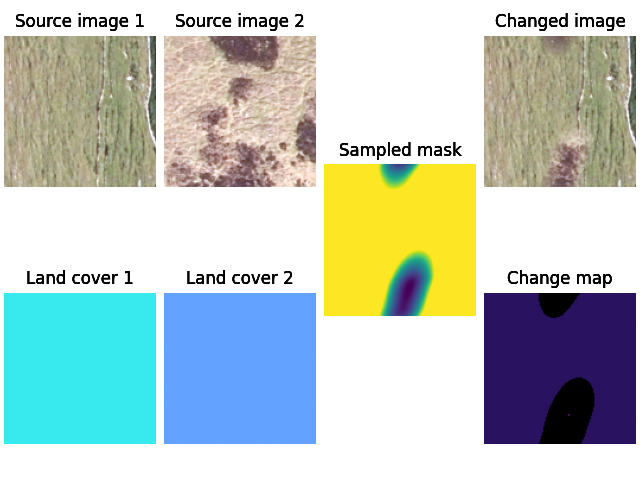 Source image 1
Source image 2
Changed image
Sampled mask
Land cover 1
Land cover 2
Change map